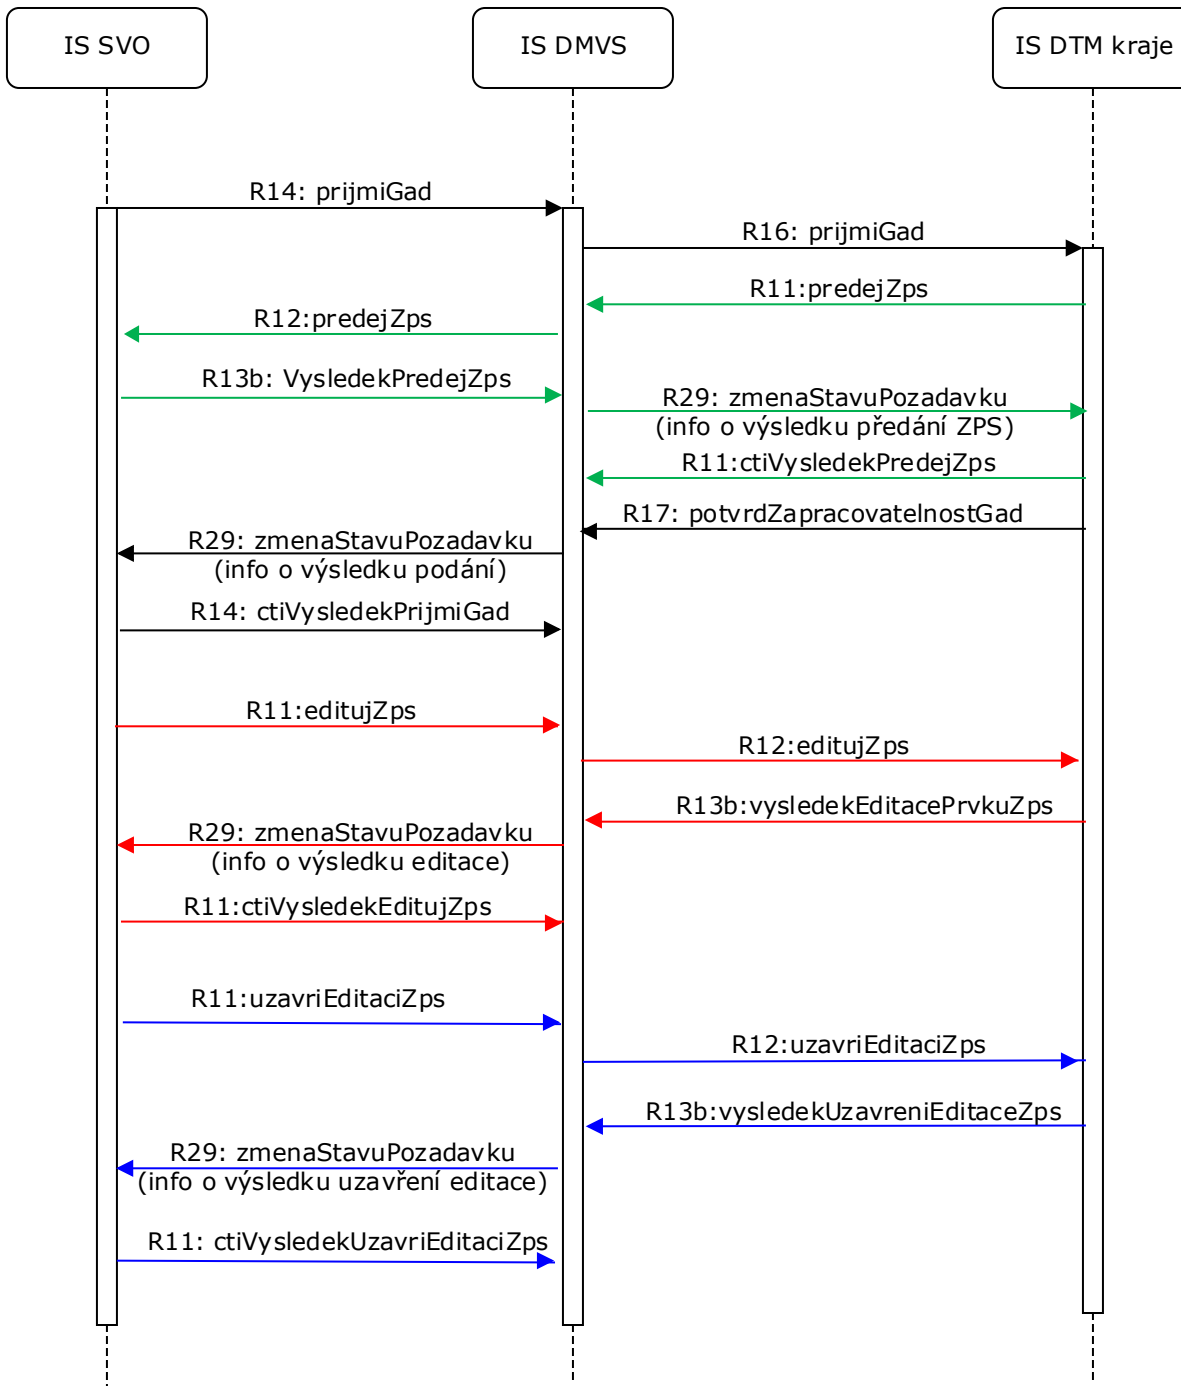 IS SVO
IS DMVS
IS DTM kraje
R14: prijmiGad
R16: prijmiGad
R11:predejZps
R12:predejZps
R13b: VysledekPredejZps
R29: zmenaStavuPozadavku
(info o výsledku předání ZPS)
R11:ctiVysledekPredejZps
R17: potvrdZapracovatelnostGad
R29: zmenaStavuPozadavku
(info o výsledku podání)
R14: ctiVysledekPrijmiGad
R11:editujZps
R12:editujZps
R13b:vysledekEditacePrvkuZps
R29: zmenaStavuPozadavku
(info o výsledku editace)
R11:ctiVysledekEditujZps
R11:uzavriEditaciZps
R12:uzavriEditaciZps
R13b:vysledekUzavreniEditaceZps
R29: zmenaStavuPozadavku
(info o výsledku uzavření editace)
R11: ctiVysledekUzavriEditaciZps